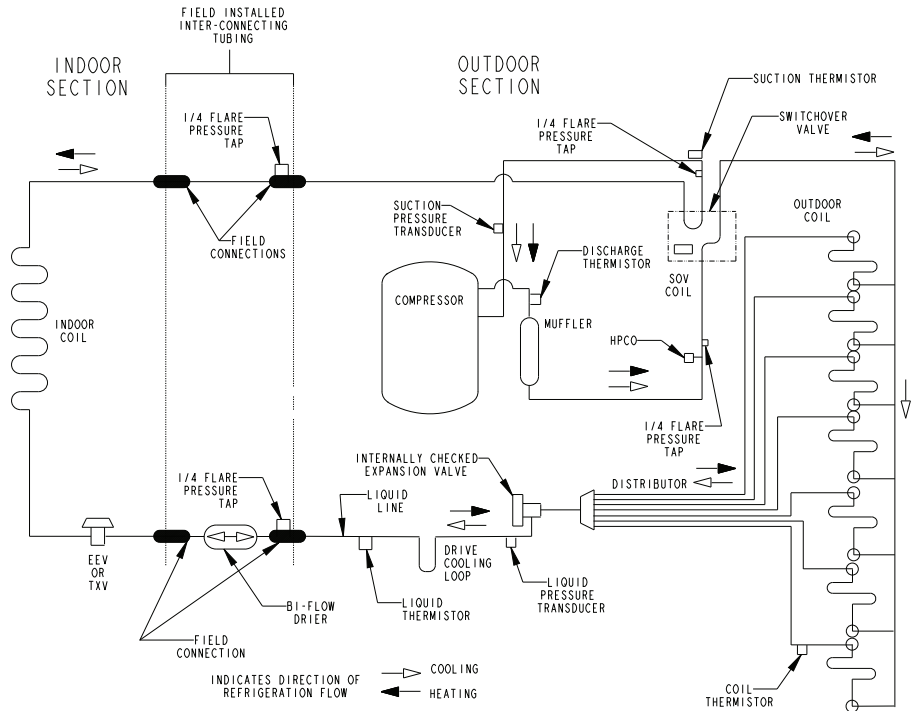 FIELD INSTALLED
INTER-CONNECTING
TUBING
INDOOR
SECTION
OUTDOOR
SECTION
SUCTION THERMISTOR
SWITCHOVER
VALVE
1/4 FLARE
PRESSURE
TAP
1/4 FLARE
PRESSURE
TAP
SUCTION
PRESSURE
TRANSDUCER
OUTDOOR
COIL
FIELD
CONNECTIONS
DISCHARGE
THERMISTOR
SOV
COIL
COMPRESSOR
MUFFLER
INDOOR
COIL
HPCO
1/4 FLARE
PRESSURE
TAP
INTERNALLY CHECKED
EXPANSION VALVE
1/4 FLARE
PRESSURE
TAP
LIQUID
LINE
DISTRIBUTOR
EEV
OR
TXV
DRIVE
COOLING
LOOP
BI-FLOW
DRIER
LIQUID
THERMISTOR
LIQUID
PRESSURE
TRANSDUCER
FIELD
CONNECTION
INDICATES DIRECTION OF
REFRIGERATION FLOW
COOLING
HEATING
COIL
THERMISTOR